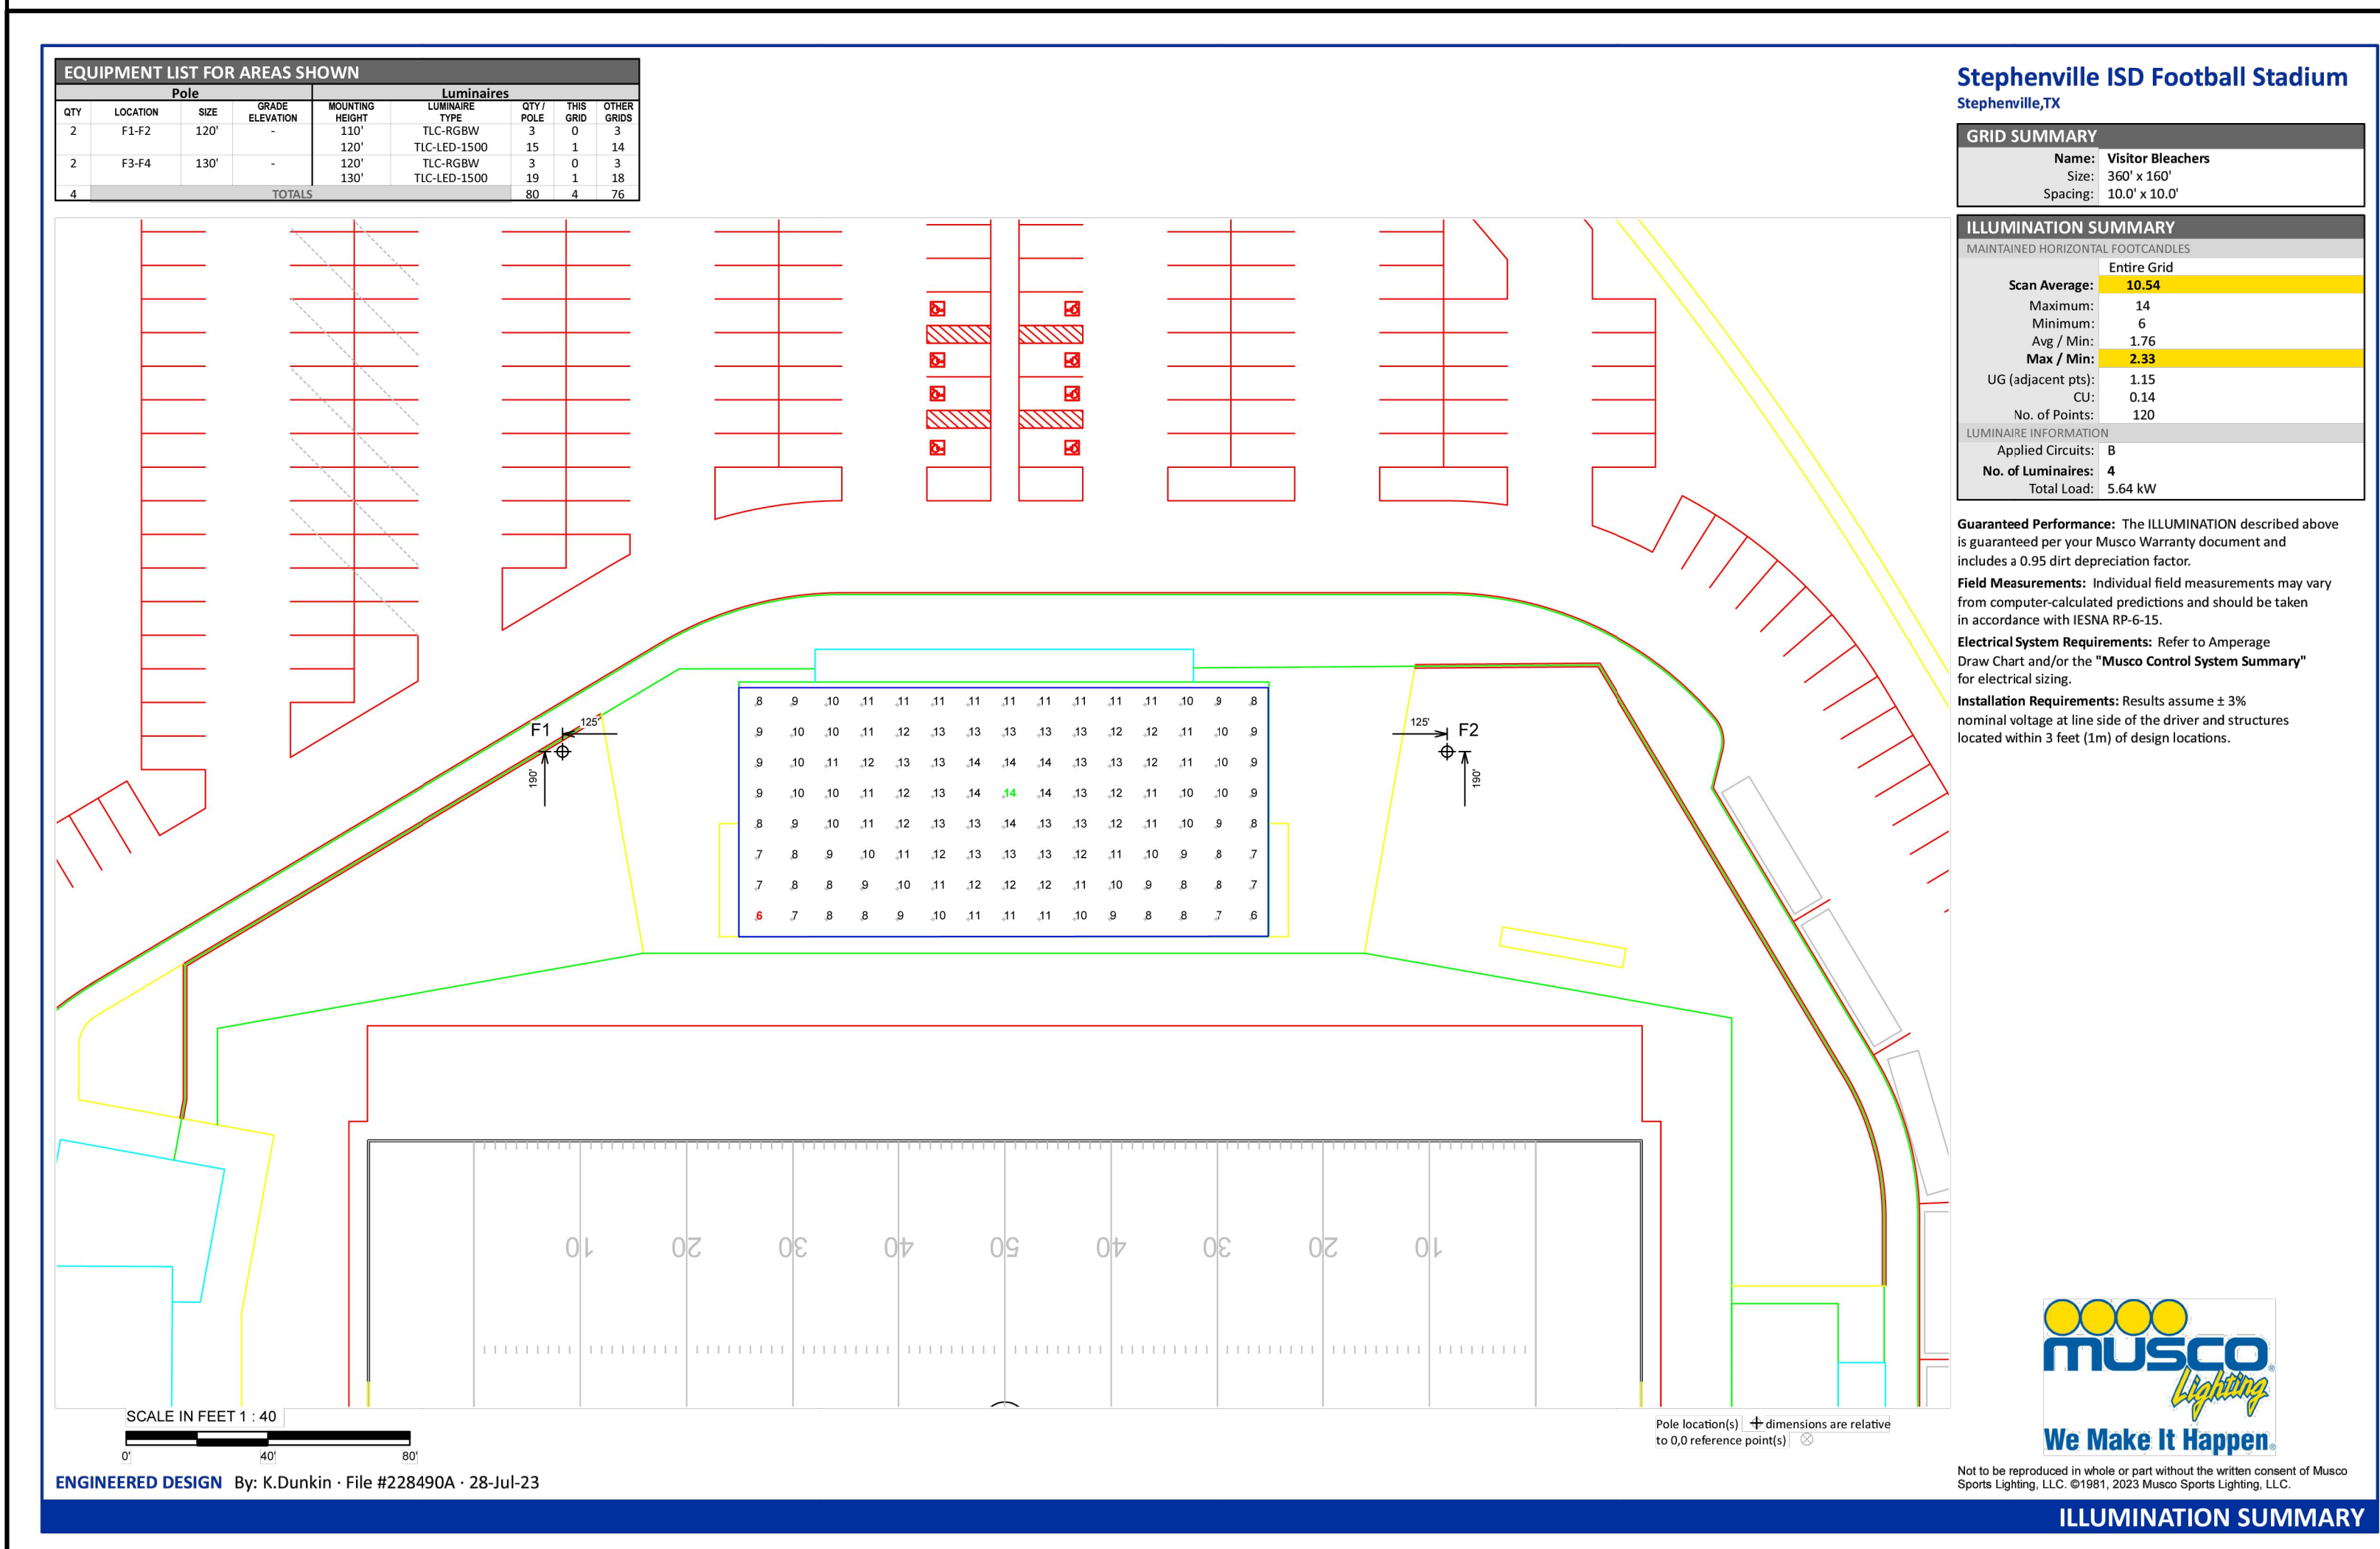 EQUIPMENT LIST FOR AREAS SHOWN
Pole Luminaires
QTY LOCATION SIZE GRADE ELEVATION MOUNTING HEIGHT LUMINAIRE TYPE QTY / POLE THIS GRID OTHER GRIDS
2 F1-F2 120' - 110' TLC-RGBW 3 0 3
120' TLC-LED-1500 15 1 14
2 F3-F4 130' - 120' TLC-RGBW 3 0 3
130' TLC-LED-1500 19 1 18
4 TOTALS 80 4 76
Stephenville ISD Football Stadium
Stephenville,TX
GRID SUMMARY
Name: Visitor Bleachers
Size: 360' x 160'
Spacing: 10.0' x 10.0'
ILLUMINATION SUMMARY
MAINTAINED HORIZONTAL FOOTCANDLES
Entire Grid
Scan Average: 10.54
Maximum: 14
Minimum: 6
Avg / Min: 1.76
Max / Min: 2.33
UG (adjacent pts): 1.15
CU: 0.14
No. of Points: 120
LUMINAIRE INFORMATION
Applied Circuits: B
No. of Luminaires: 4
Total Load: 5.64 kW
Guaranteed Performance: The ILLUMINATION described above
is guaranteed per your Musco Warranty document and
includes a 0.95 dirt depreciation factor.
Field Measurements: Individual field measurements may vary
from computer-calculated predictions and should be taken
in accordance with IESNA RP-6-15.
Electrical System Requirements: Refer to Amperage
Draw Chart and/or the "Musco Control System Summary"
for electrical sizing.
Installation Requirements: Results assume ± 3%
nominal voltage at line side of the driver and structures
located within 3 feet (1m) of design locations.
8 9 10 11 11 11 11 11 11 11 11 11 10 9 8
9 10 10 11 12 13 13 13 13 13 12 12 11 10 9
9 10 11 12 13 13 14 14 14 13 13 12 11 10 9
9 10 10 11 12 13 14 14 14 13 12 11 10 10 9
8 9 10 11 12 13 13 14 13 13 12 11 10 9 8
7 8 9 10 11 12 13 13 13 12 11 10 9 8 7
7 8 8 9 10 11 12 12 12 11 10 9 8 8 7
6 7 8 8 9 10 11 11 11 10 9 8 8 7 6
F1 125'
190'
125' F2
190'
10 20 30 40 50 40 30 20 10
SCALE IN FEET 1 : 40
0' 40' 80'
Pole location(s) dimensions are relative
to 0,0 reference point(s)
ENGINEERED DESIGN By: K.Dunkin · File #228490A · 28-Jul-23
musco®
Lighting
We Make It Happen®
Not to be reproduced in whole or part without the written consent of Musco
Sports Lighting, LLC. ©1981, 2023 Musco Sports Lighting, LLC.
ILLUMINATION SUMMARY